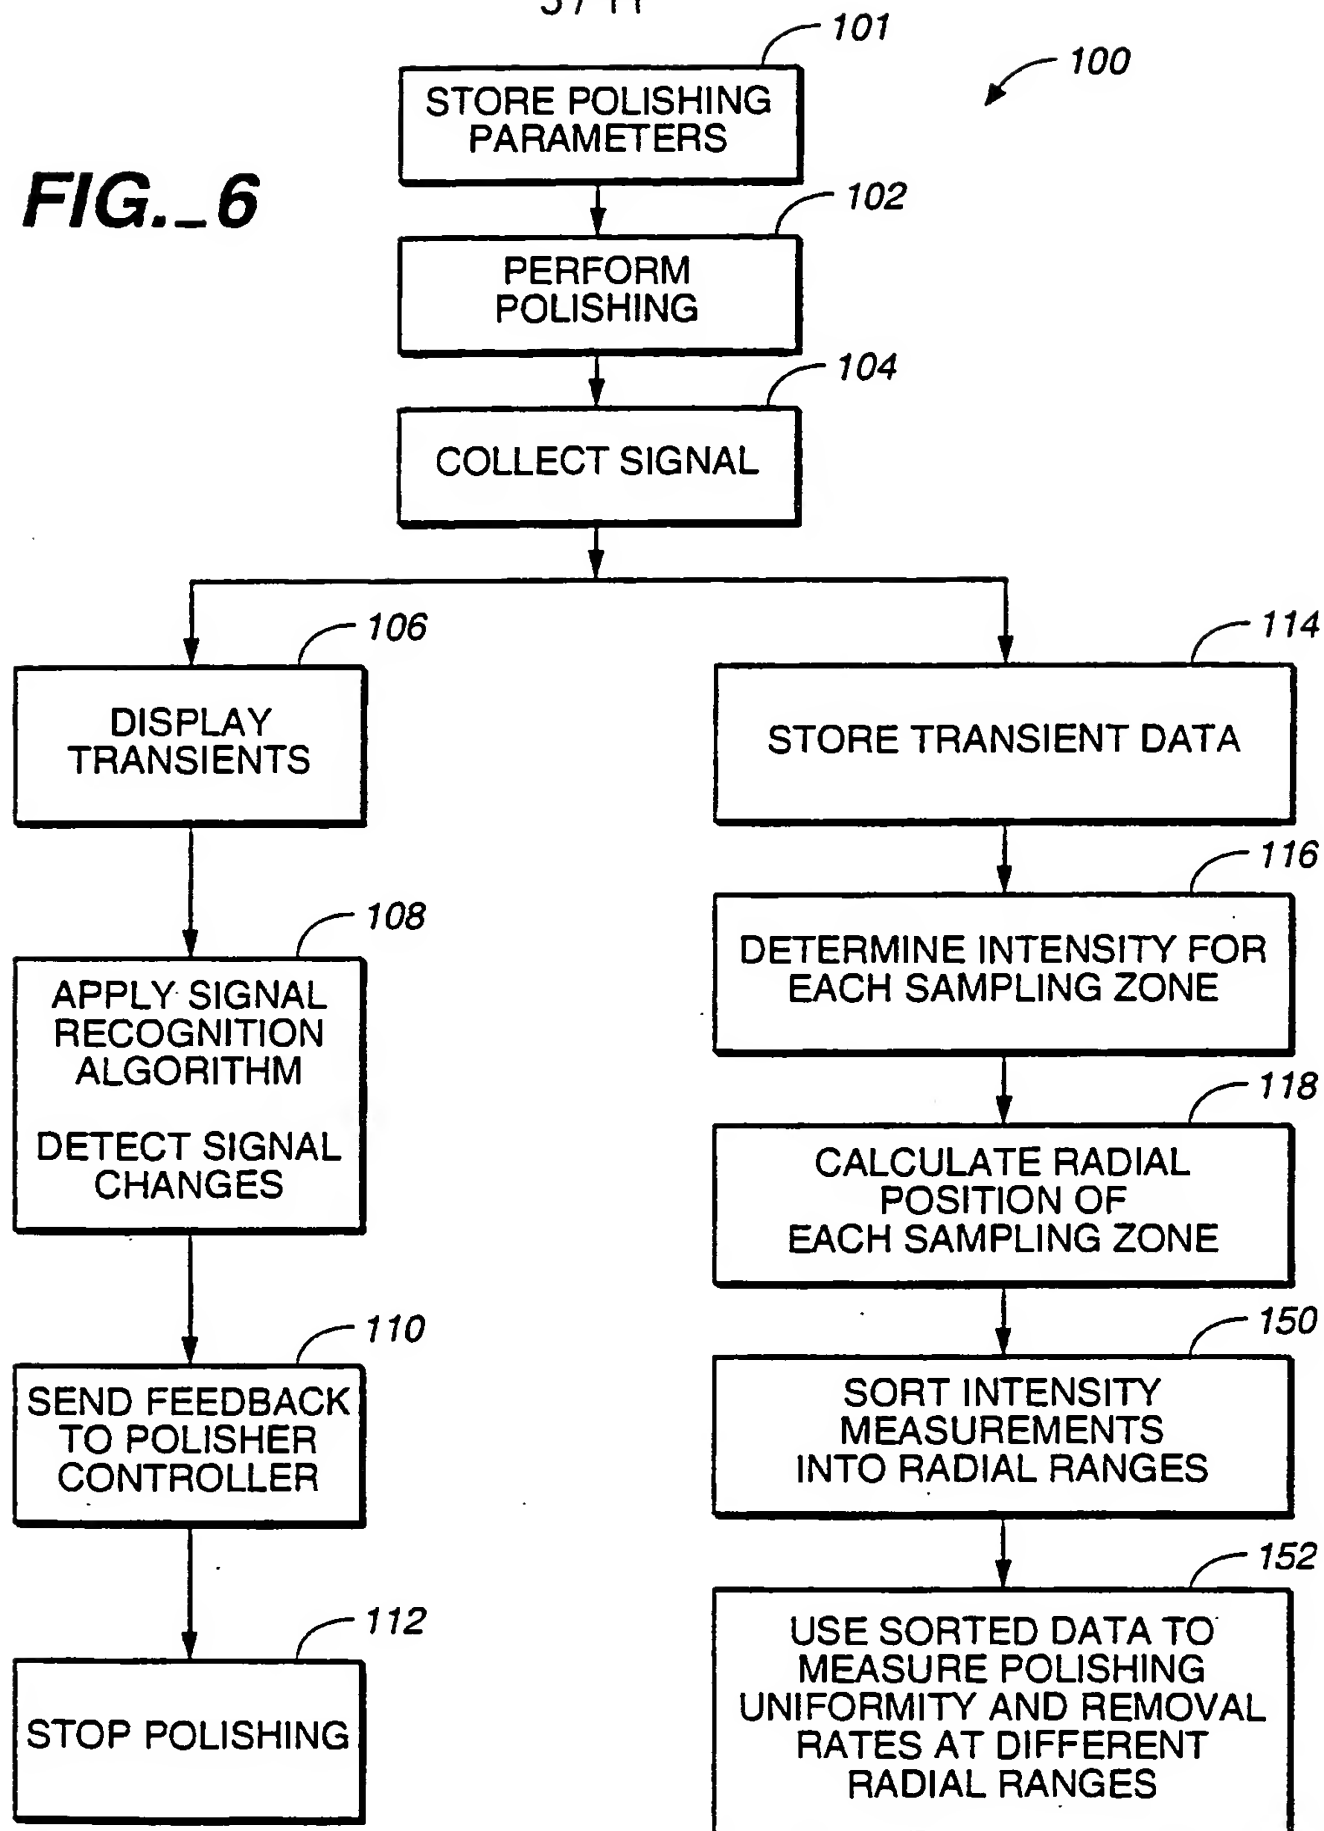 101
100
STORE POLISHING
PARAMETERS
FIG._6
102
PERFORM
POLISHING
104
COLLECT SIGNAL
106
DISPLAY
TRANSIENTS
108
APPLY SIGNAL
RECOGNITION
ALGORITHM
DETECT SIGNAL
CHANGES
110
SEND FEEDBACK
TO POLISHER
CONTROLLER
112
STOP POLISHING
114
STORE TRANSIENT DATA
116
DETERMINE INTENSITY FOR
EACH SAMPLING ZONE
118
CALCULATE RADIAL
POSITION OF
EACH SAMPLING ZONE
150
SORT INTENSITY
MEASUREMENTS
INTO RADIAL RANGES
152
USE SORTED DATA TO
MEASURE POLISHING
UNIFORMITY AND REMOVAL
RATES AT DIFFERENT
RADIAL RANGES